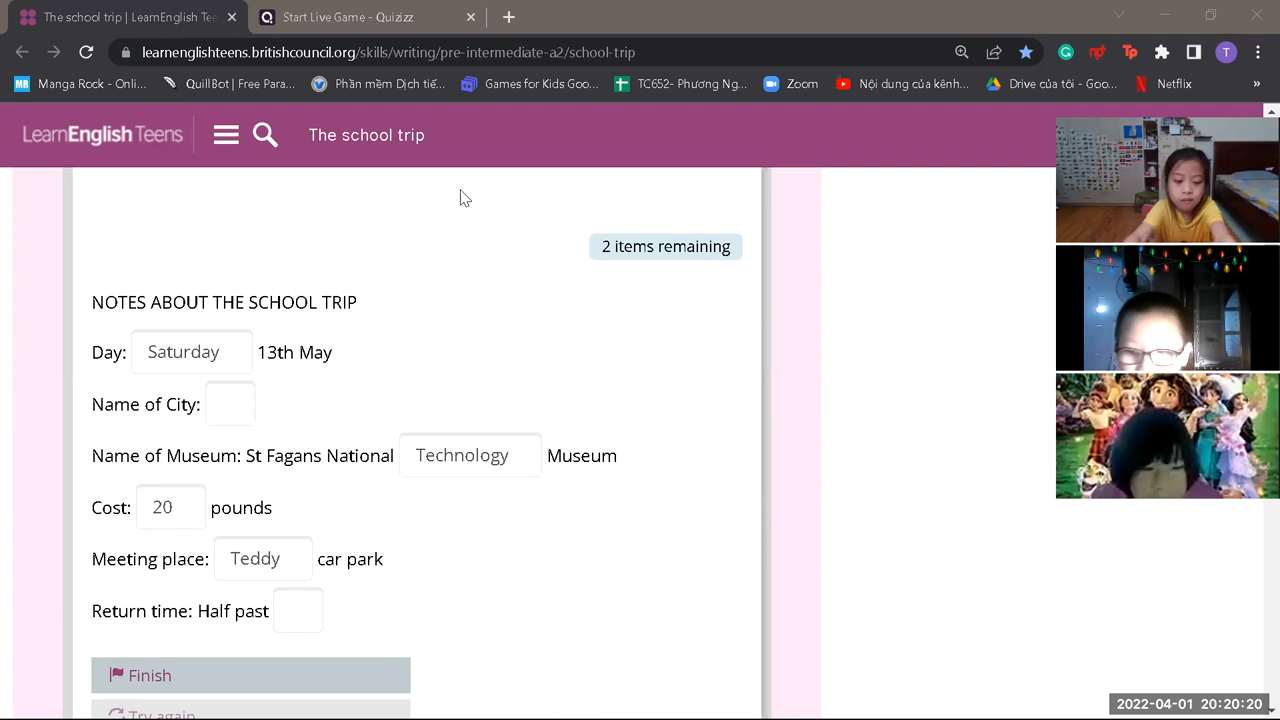 The school trip | LearnEnglish Tee
Start Live Game - Quizizz
learnenglishteens.britishcouncil.org/skills/writing/pre-intermediate-a2/school-trip
T
MR Manga Rock - Onli...
QuillBot | Free Para...
Phần mềm Dịch tiế...
Games for Kids Goo...
TC652- Phương Ng...
Zoom
Nội dung của kênh...
Drive của tôi - Goo...
Netflix
»
LearnEnglish Teens
The school trip
2 items remaining
NOTES ABOUT THE SCHOOL TRIP
Day: Saturday 13th May
Name of City:
Name of Museum: St Fagans National Technology Museum
Cost: 20 pounds
Meeting place: Teddy car park
Return time: Half past
Finish
Try again
2022-04-01 20:20:20